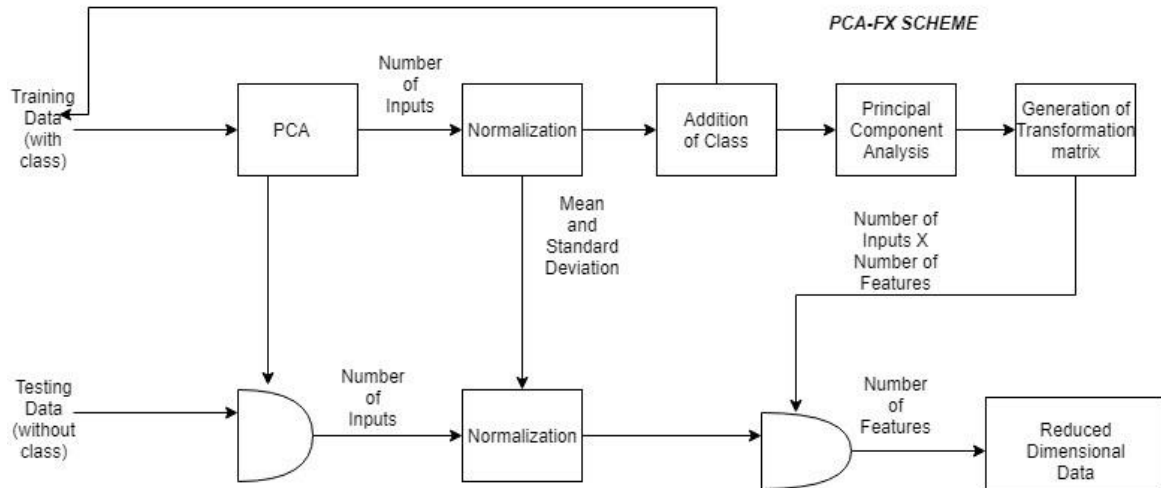 PCA-FX SCHEME
Training
Data
(with
class)
PCA
Number
of
Inputs
Normalization
Addition
of Class
Principal
Component
Analysis
Generation of
Transformation
matrix
Mean
and
Standard
Deviation
Number of
Inputs X
Number of
Features
Testing
Data
(without
class)
Number
of
Inputs
Normalization
Number
of
Features
Reduced
Dimensional
Data